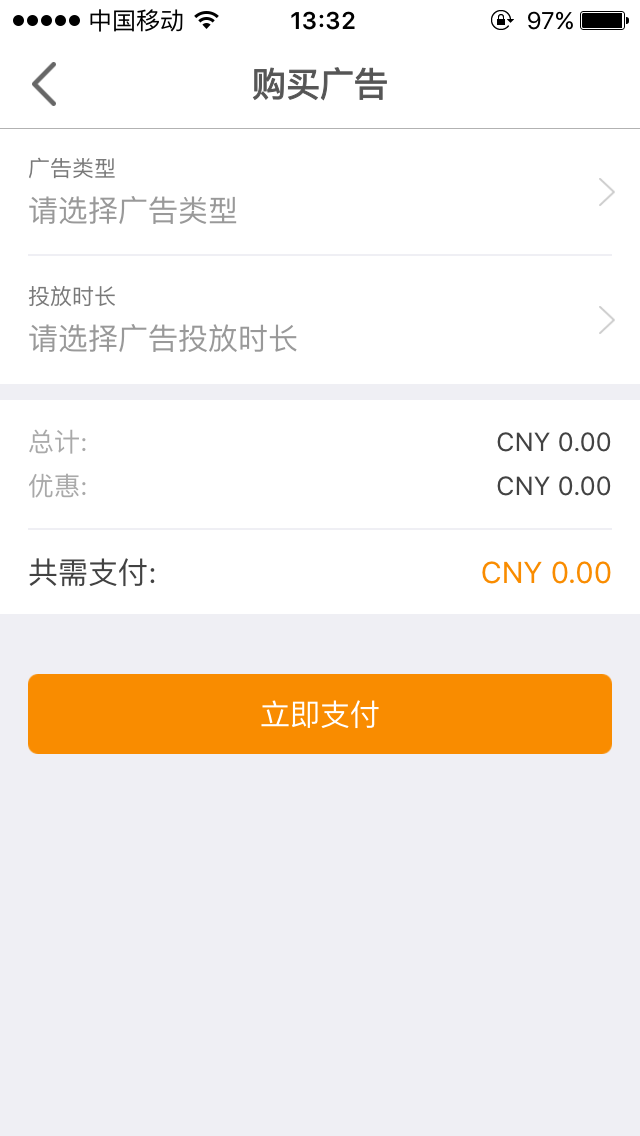 中国移动 13:32 97%
购买广告
广告类型
请选择广告类型
投放时长
请选择广告投放时长
总计: CNY 0.00
优惠: CNY 0.00
共需支付: CNY 0.00
立即支付